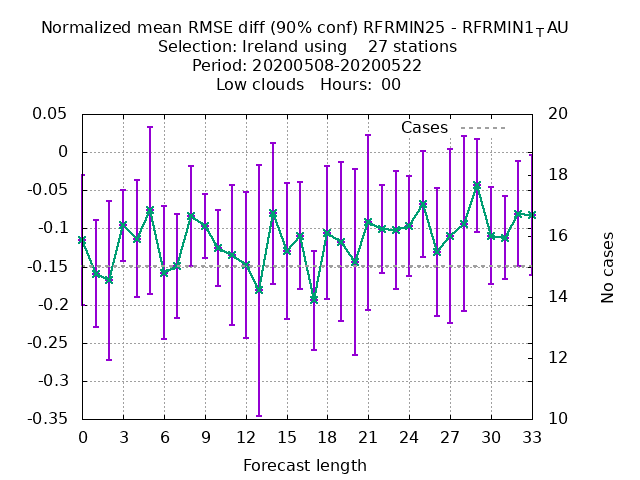 Normalized mean RMSE diff (90% conf) RFRMIN25 - RFRMIN1_TAU
Selection: Ireland using 27 stations
Period: 20200508-20200522
Low clouds Hours: 00
Cases
0.05
0
-0.05
-0.1
-0.15
-0.2
-0.25
-0.3
-0.35
20
18
16
14
12
10
No cases
0 3 6 9 12 15 18 21 24 27 30 33
Forecast length